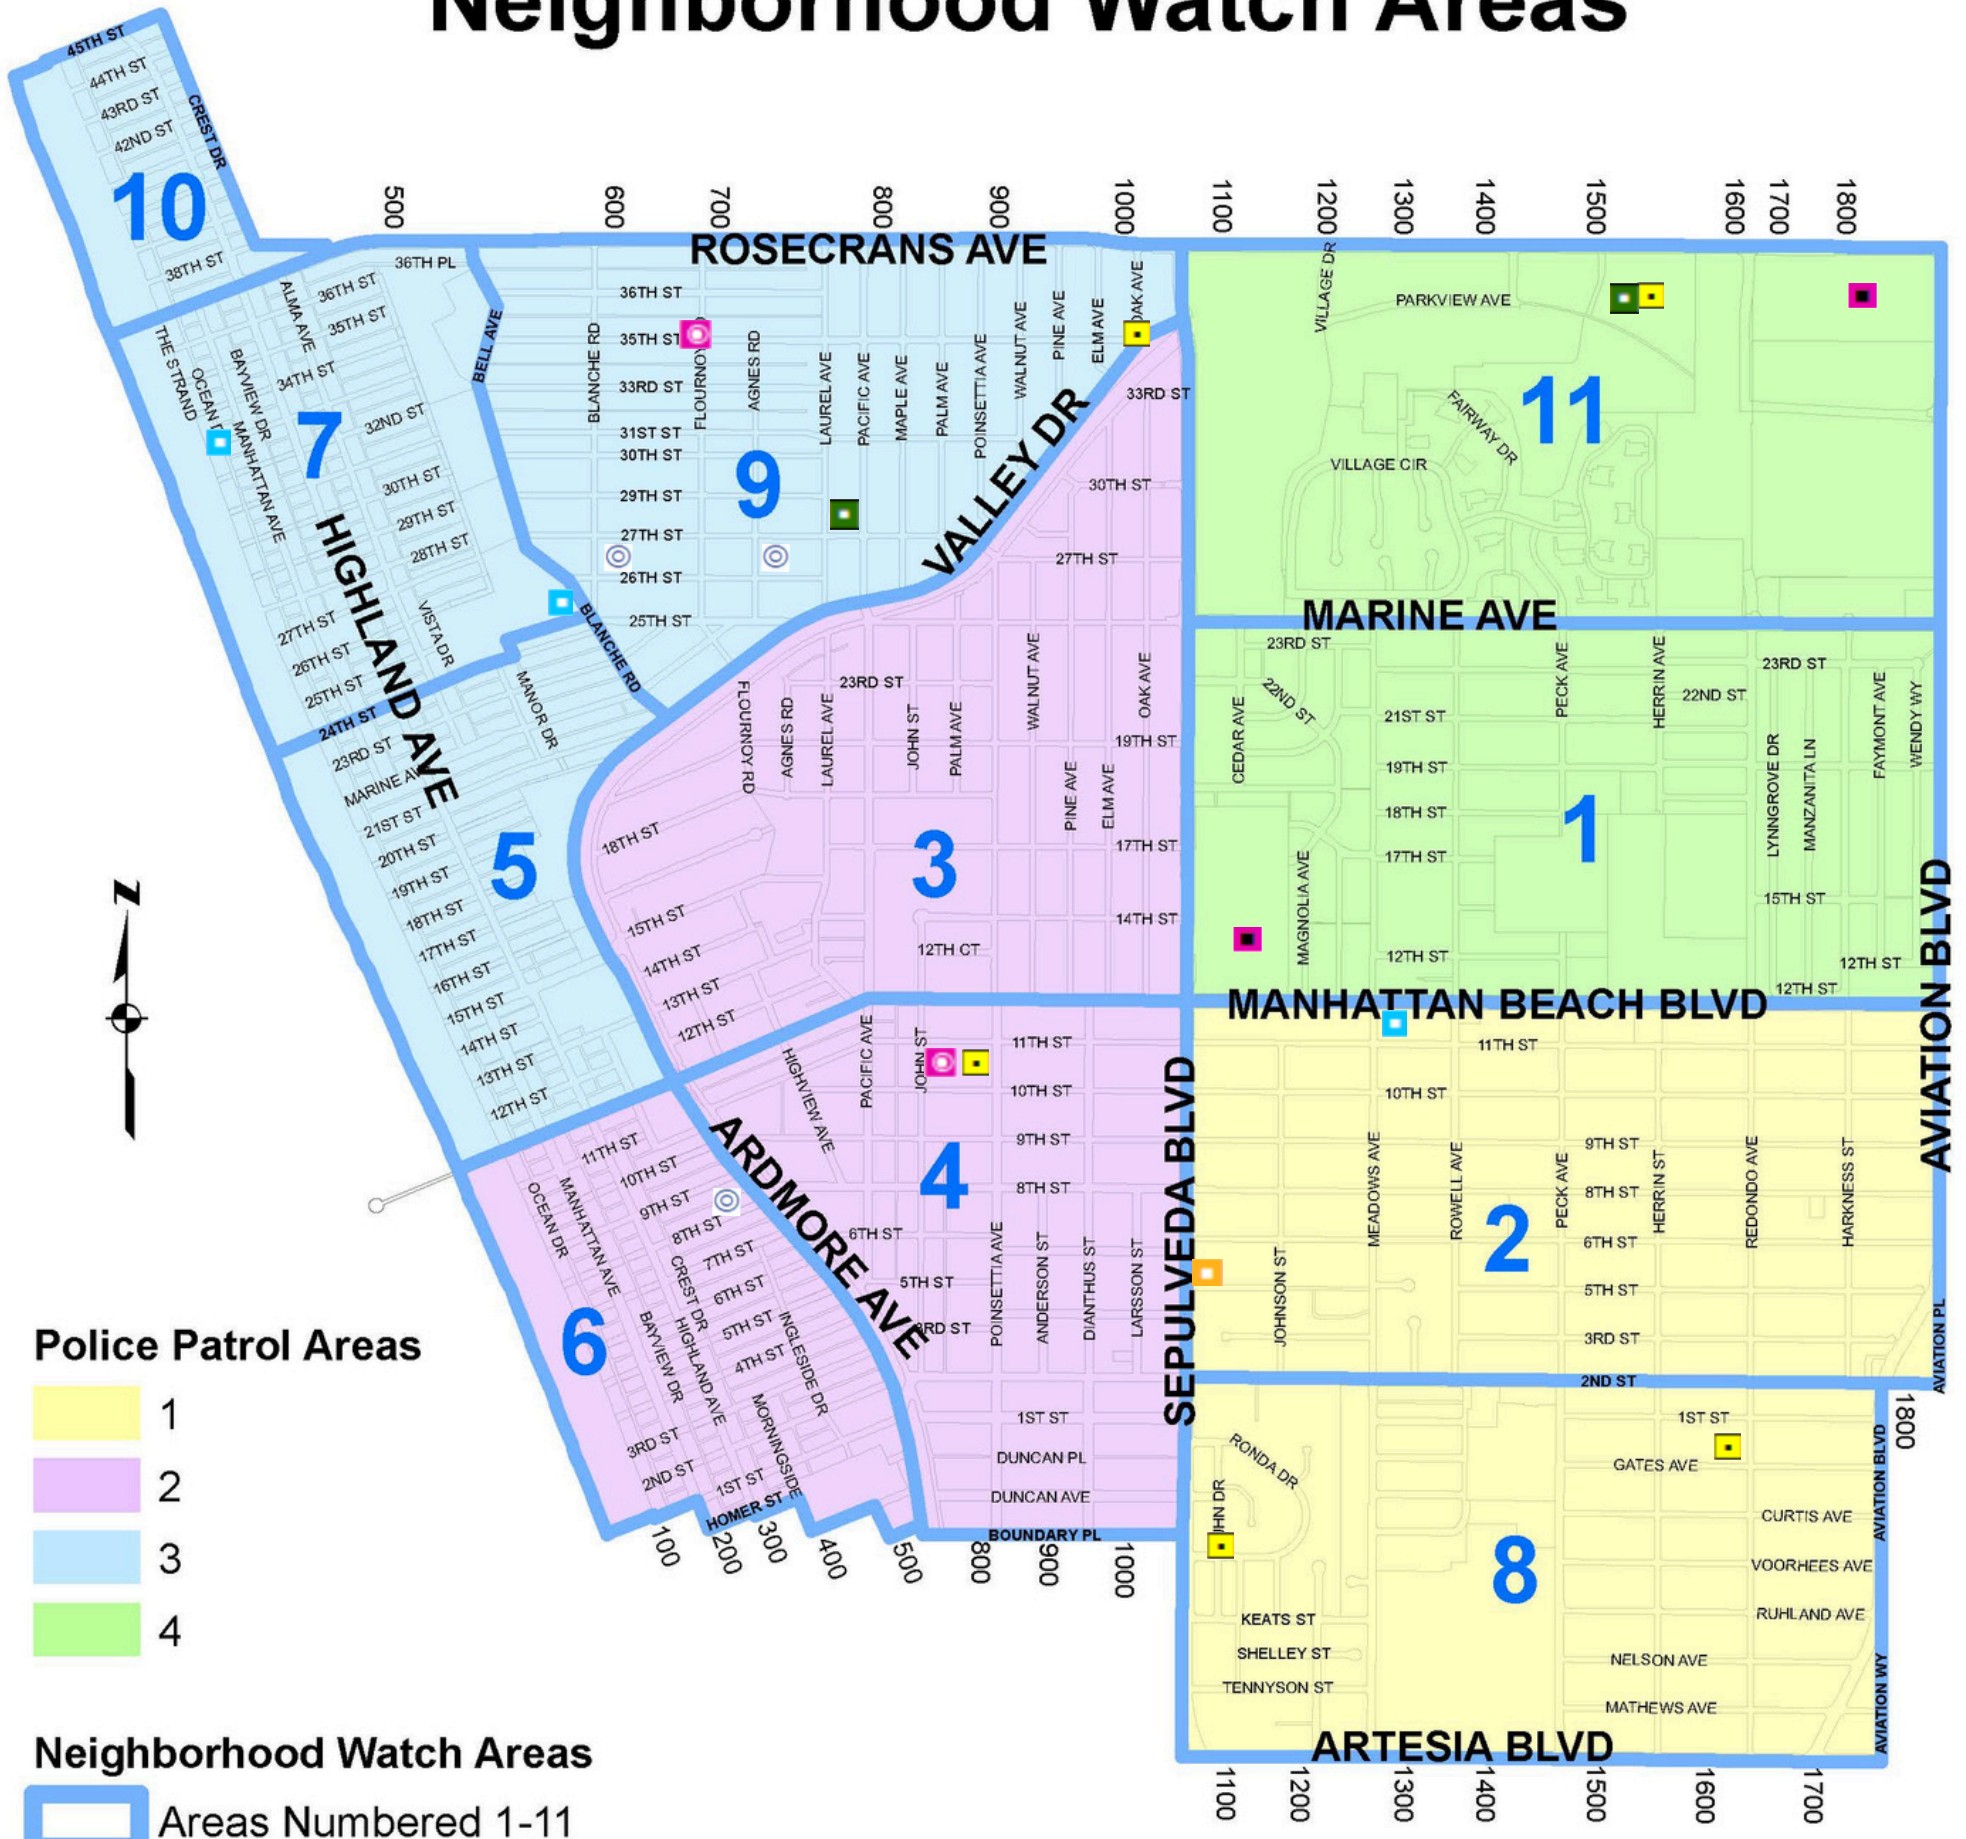 Neighborhood Watch Areas
45TH ST
44TH ST
43RD ST
42ND ST
CREST DR
10
38TH ST
5000
6000
7000
8000
9000
1000
1100
1200
1300
1400
1500
1600
1700
1800
ROSECRANS AVE
36TH PL
36TH ST
35TH ST
ALMA AVE
34TH ST
32ND ST
30TH ST
29TH ST
28TH ST
THE STRAND
OCEAN
BAYVIEW DR
MANHATTAN AVE
7
HIGHLAND AVE
VISTA DR
27TH ST
26TH ST
25TH ST
24TH ST
BELL AVE
BLANCHE RD
36TH ST
35TH ST
33RD ST
31ST ST
30TH ST
29TH ST
27TH ST
26TH ST
25TH ST
BLANCHE RD
AGNES RD
LAUREL AVE
PACIFIC AVE
MAPLE AVE
PALM AVE
POINSETTIA AVE
WALNUT AVE
PINE AVE
ELM AVE
9
VALLEY DR
33RD ST
30TH ST
27TH ST
VILLAGE DR
PARKVIEW AVE
FAIRWAY DR
VILLAGE CIR
11
MARINE AVE
23RD ST
MARINE
21ST ST
20TH ST
19TH ST
18TH ST
17TH ST
16TH ST
15TH ST
14TH ST
13TH ST
12TH ST
MANOR DR
5
FLOURNOY RD
AGNES RD
LAUREL AVE
23RD ST
JOHN ST
PALM AVE
WALNUT AVE
PINE AVE
ELM AVE
OAK AVE
19TH ST
17TH ST
14TH ST
12TH CT
18TH ST
15TH ST
14TH ST
13TH ST
12TH ST
3
23RD ST
22ND ST
CEDAR AVE
MAGNOLIA AVE
21ST ST
19TH ST
18TH ST
17TH ST
12TH ST
PECK AVE
HERRIN AVE
22ND ST
23RD ST
LYNNGROVE DR
MANZANITA LN
FAYMONT AVE
WENDY WY
15TH ST
12TH ST
12TH ST
1
MANHATTAN BEACH BLVD
AVIATION BLVD
SEPULVEDA BLVD
HIGHVIEW AVE
PACIFIC AVE
JOHN ST
11TH ST
10TH ST
9TH ST
8TH ST
6TH ST
5TH ST
3RD ST
POINSETTIA AVE
ANDERSON ST
DIANTHUS ST
LARSSON ST
1ST ST
DUNCAN PL
DUNCAN AVE
BOUNDARY PL
4
ARDMORE AVE
11TH ST
10TH ST
9TH ST
8TH ST
7TH ST
6TH ST
5TH ST
4TH ST
3RD ST
2ND ST
1ST ST
HOMER ST
OCEAN DR
MANHATTAN AVE
CREST DR
BAYVIEW DR
HIGHLAND AVE
INGLESIDE DR
MORNINGSIDE
6
100
200
300
400
500
800
900
1000
11TH ST
10TH ST
9TH ST
8TH ST
6TH ST
5TH ST
3RD ST
2ND ST
MEADOWS AVE
ROWELL AVE
PECK AVE
HERRIN ST
REDONDO AVE
HARKNESS ST
JOHNSON ST
AVIATION PL
2
1800
1ST ST
GATES AVE
CURTIS AVE
VOORHEES AVE
RUHLAND AVE
NELSON AVE
MATHEWS AVE
RONDA DR
KEATS ST
SHELLEY ST
TENNYSON ST
AVIATION BLVD
AVIATION WY
8
ARTESIA BLVD
1100
1200
1300
1400
1500
1600
1700
Z
Police Patrol Areas
1
2
3
4
Neighborhood Watch Areas
Areas Numbered 1-11